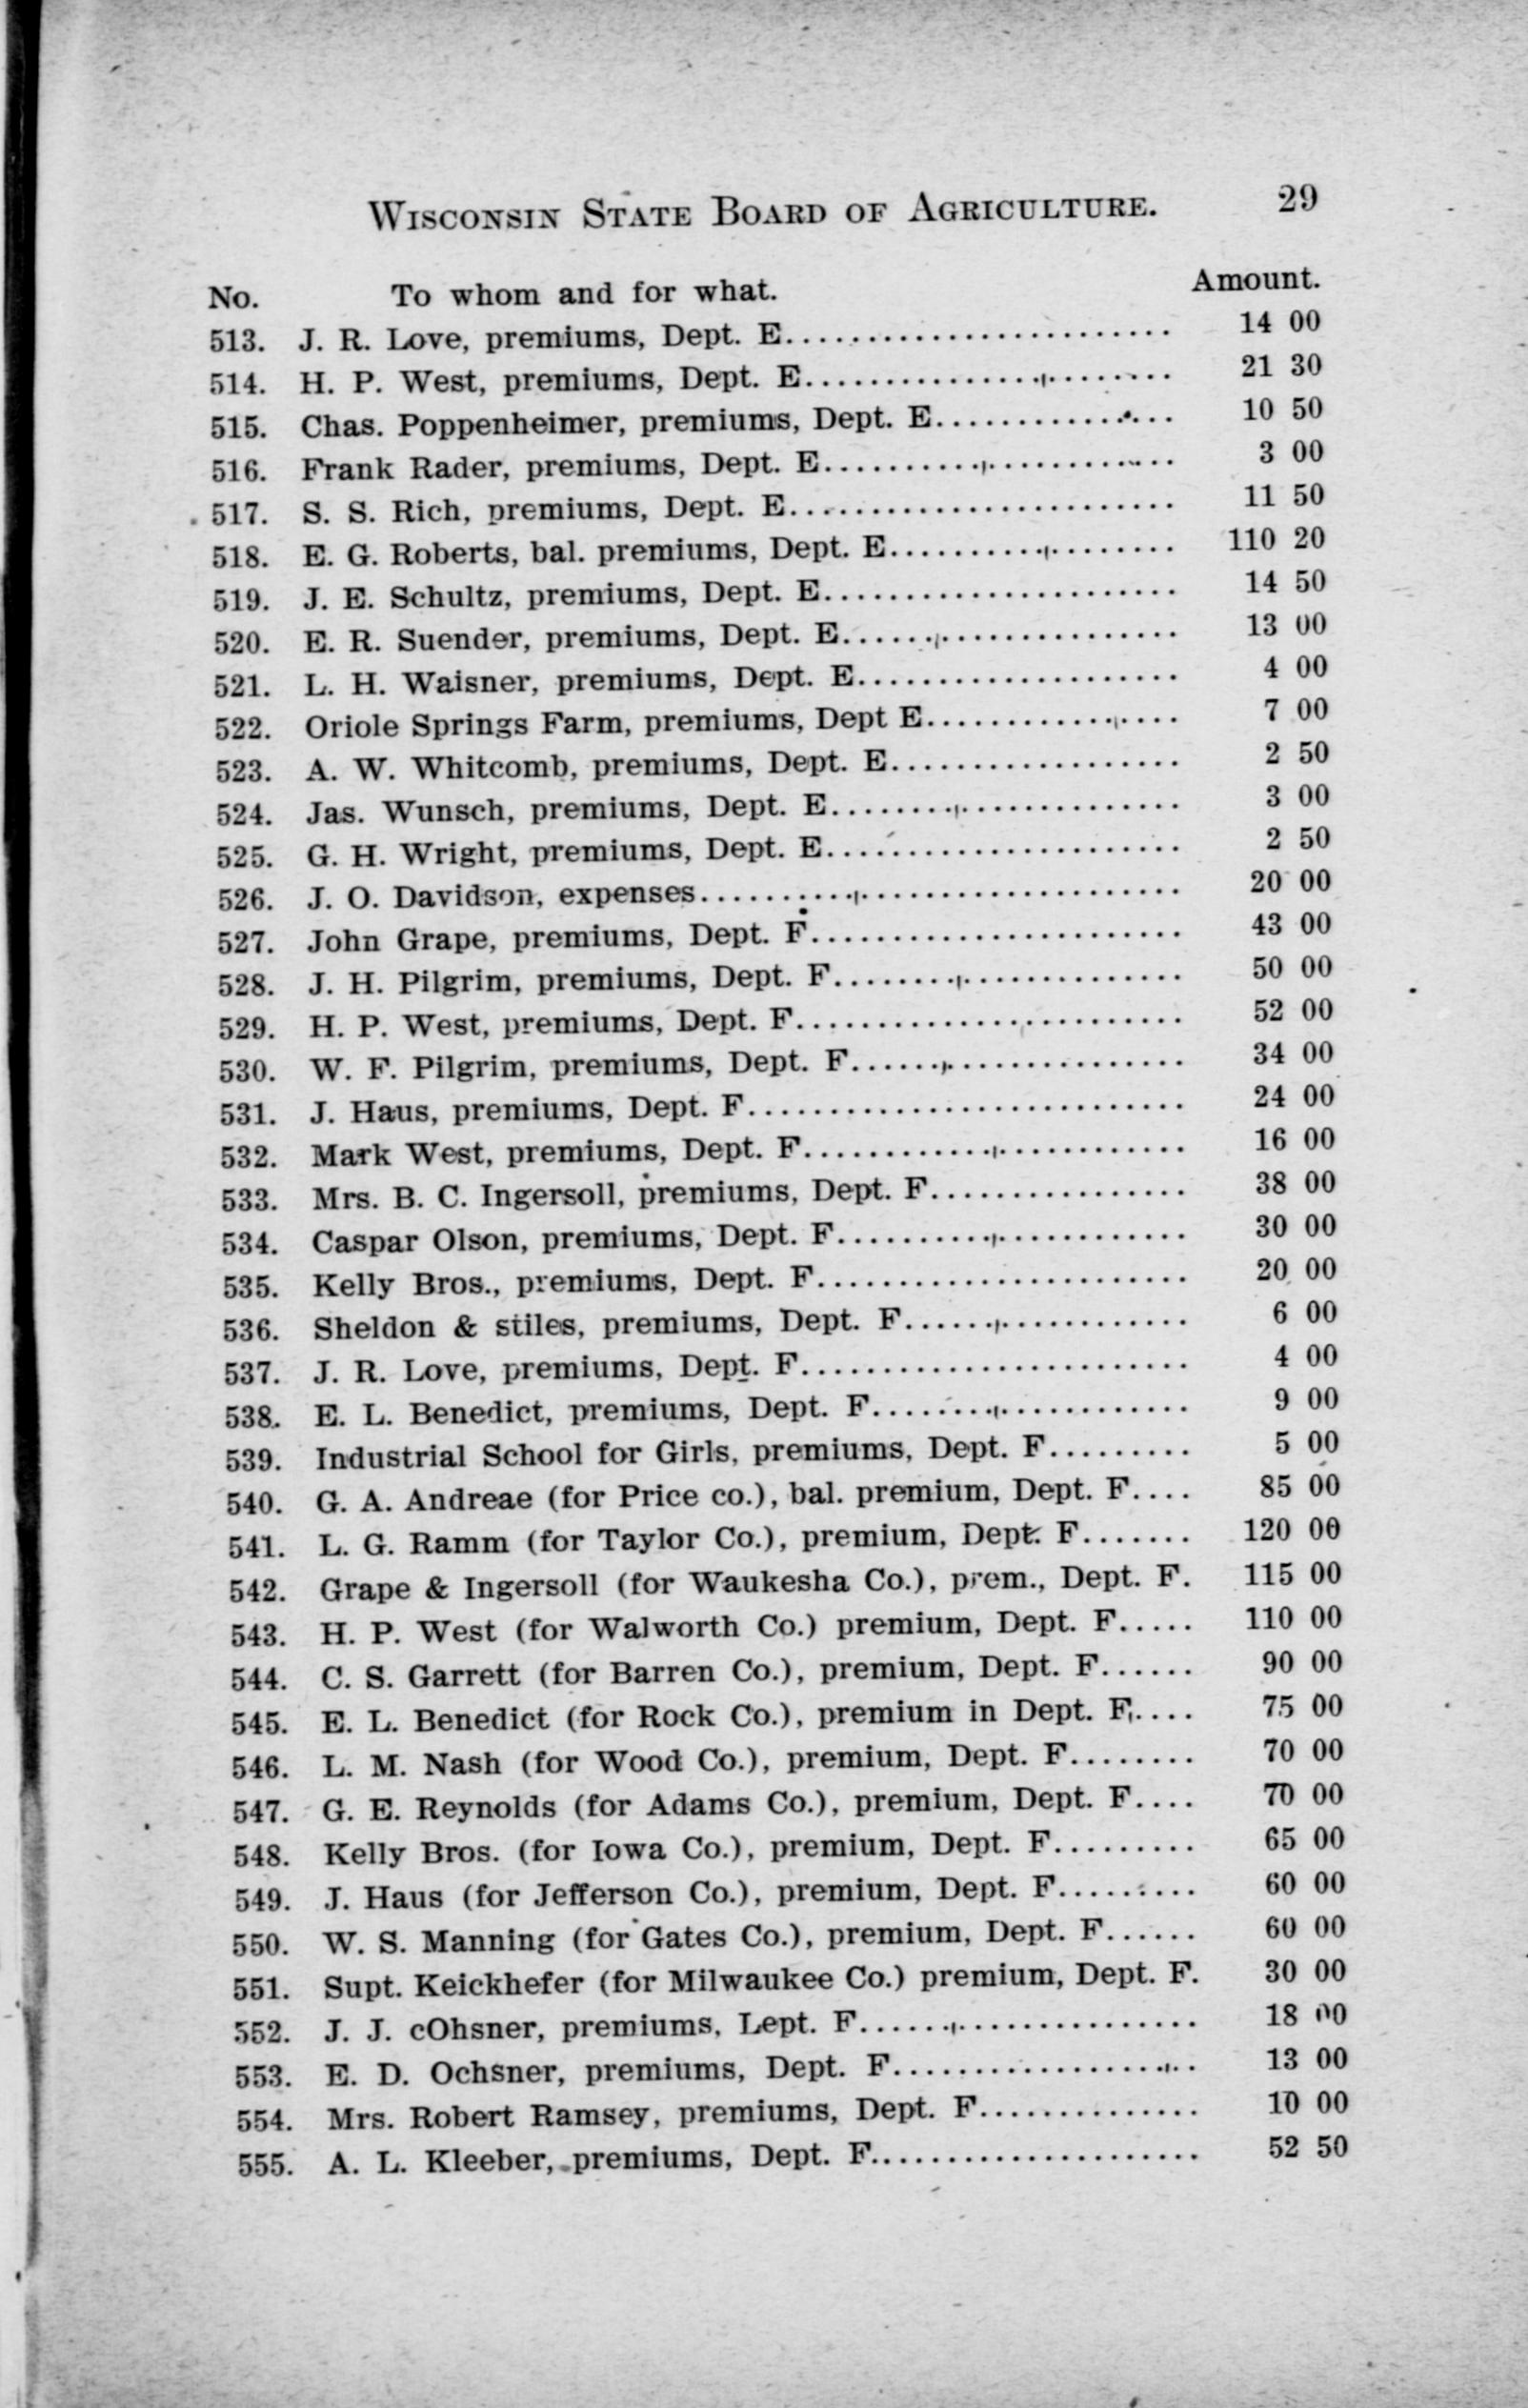 WISCONSIN STATE BOARD OF AGRICULTURE. 29
No. To whom and for what. Amount.
513. J. R. Love, premiums, Dept. E........................ 14 00
514. H. P. West, premiums, Dept. E....................... 21 30
515. Chas. Poppenheimer, premiums, Dept. E............... 10 50
516. Frank Rader, premiums, Dept. E...................... 3 00
517. S. S. Rich, premiums, Dept. E........................ 11 50
518. E. G. Roberts, bal. premiums, Dept. E.................. 110 20
519. J. E. Schultz, premiums, Dept. E...................... 14 50
520. E. R. Suender, premiums, Dept. E..................... 13 00
521. L. H. Waisner, premiums, Dept. E.................... 4 00
522. Oriole Springs Farm, premiums, Dept E................ 7 00
523. A. W. Whitcomb, premiums, Dept. E.................. 2 50
524. Jas. Wunsch, premiums, Dept. E...................... 3 00
525. G. H. Wright, premiums, Dept. E...................... 2 50
526. J. O. Davidson, expenses.............................. 20 00
527. John Grape, premiums, Dept. F....................... 43 00
528. J. H. Pilgrim, premiums, Dept. F...................... 50 00
529. H. P. West, premiums, Dept. F........................ 52 00
530. W. F. Pilgrim, premiums, Dept. F..................... 34 00
531. J. Haus, premiums, Dept. F........................... 24 00
532. Mark West, premiums, Dept. F........................ 16 00
533. Mrs. B. C. Ingersoll, premiums, Dept. F................ 38 00
534. Caspar Olson, premiums, Dept. F...................... 30 00
535. Kelly Bros., premiums, Dept. F....................... 20 00
536. Sheldon & stiles, premiums, Dept. F.................. 6 00
537. J. R. Love, premiums, Dept. F........................ 4 00
538. E. L. Benedict, premiums, Dept. F.................... 9 00
539. Industrial School for Girls, premiums, Dept. F......... 5 00
540. G. A. Andreae (for Price co.), bal. premium, Dept. F.... 85 00
541. L. G. Ramm (for Taylor Co.), premium, Dept. F....... 120 00
542. Grape & Ingersoll (for Waukesha Co.), prem., Dept. F. 115 00
543. H. P. West (for Walworth Co.) premium, Dept. F..... 110 00
544. C. S. Garrett (for Barren Co.), premium, Dept. F...... 90 00
545. E. L. Benedict (for Rock Co.), premium in Dept. F..... 75 00
546. L. M. Nash (for Wood Co.), premium, Dept. F........ 70 00
547. G. E. Reynolds (for Adams Co.), premium, Dept. F.... 70 00
548. Kelly Bros. (for Iowa Co.), premium, Dept. F......... 65 00
549. J. Haus (for Jefferson Co.), premium, Dept. F......... 60 00
550. W. S. Manning (for Gates Co.), premium, Dept. F...... 60 00
551. Supt. Keickhefer (for Milwaukee Co.) premium, Dept. F. 30 00
552. J. J. cOhsner, premiums, Lept. F..................... 18 00
553. E. D. Ochsner, premiums, Dept. F................... 13 00
554. Mrs. Robert Ramsey, premiums, Dept. F.............. 10 00
555. A. L. Kleeber, premiums, Dept. F..................... 52 50